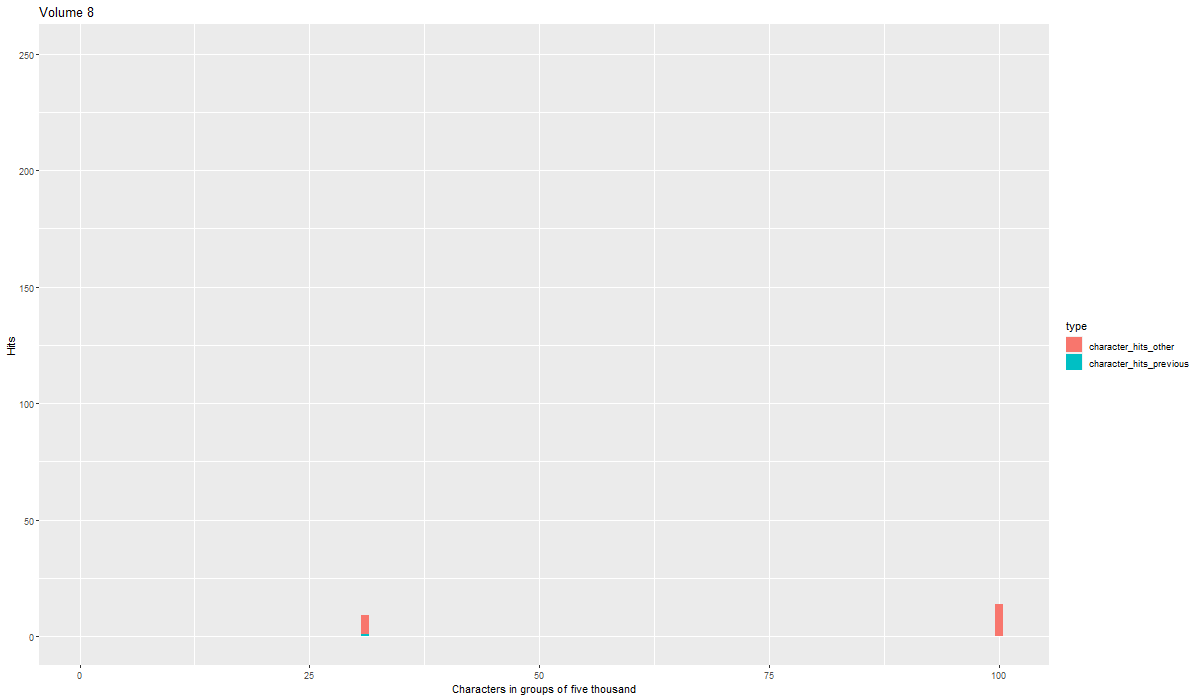 Volume 8
250
200
150
100
50
0
Hits
0 25 50 75 100
Characters in groups of five thousand
type
character_hits_other
character_hits_previous